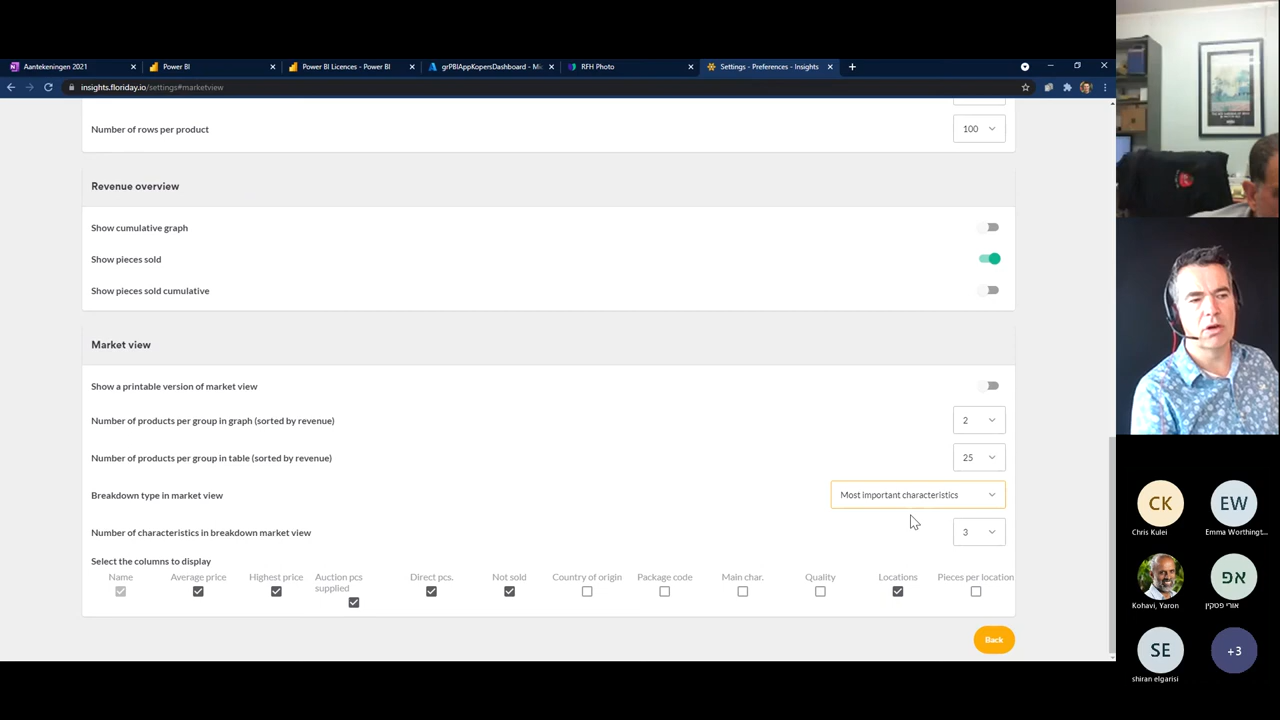 Aantekeningen 2021
Power BI
Power BI Licences - Power BI
grPBIAppKopersDashboard - Mic
RFH Photo
Settings - Preferences - Insights
insights.floriday.io/settings#marketview
Number of rows per product
100
Revenue overview
Show cumulative graph
Show pieces sold
Show pieces sold cumulative
Market view
Show a printable version of market view
Number of products per group in graph (sorted by revenue)
2
Number of products per group in table (sorted by revenue)
25
Breakdown type in market view
Most important characteristics
Number of characteristics in breakdown market view
3
Select the columns to display
Name
Average price
Highest price
Auction pcs
supplied
Direct pcs.
Not sold
Country of origin
Package code
Main char.
Quality
Locations
Pieces per location
Back
CK
Chris Kulei
EW
Emma Worthingt...
Kohavi, Yaron
אפ
אורי פטקין
SE
shiran elgarisi
+3